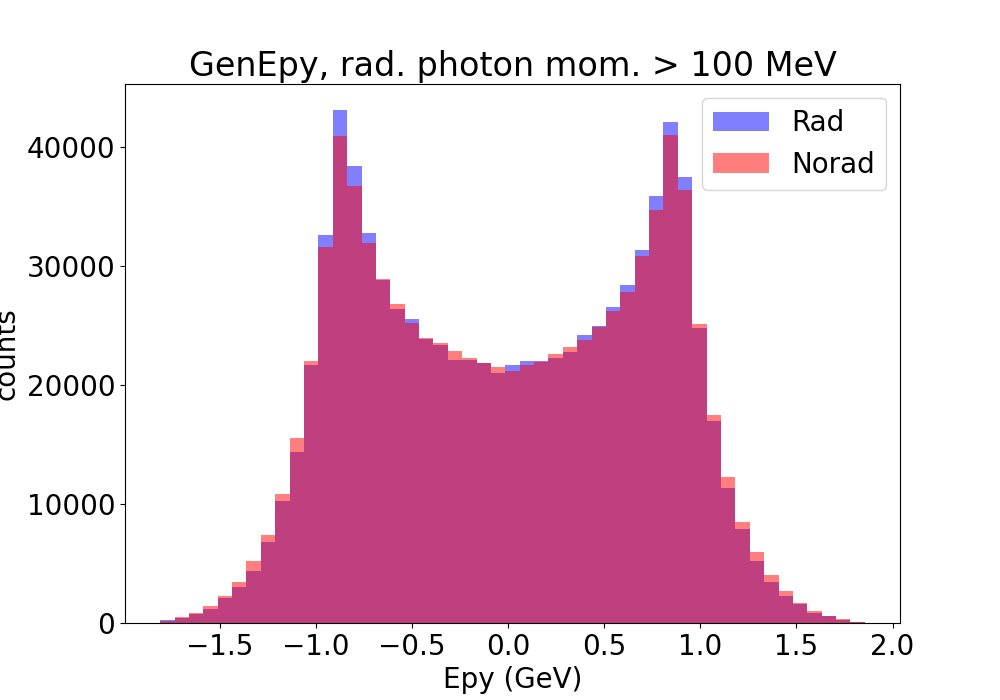 GenEpy, rad. photon mom. > 100 MeV
Rad
Norad
40000
30000
20000
10000
0
counts
−1.5 −1.0 −0.5 0.0 0.5 1.0 1.5 2.0
Epy (GeV)